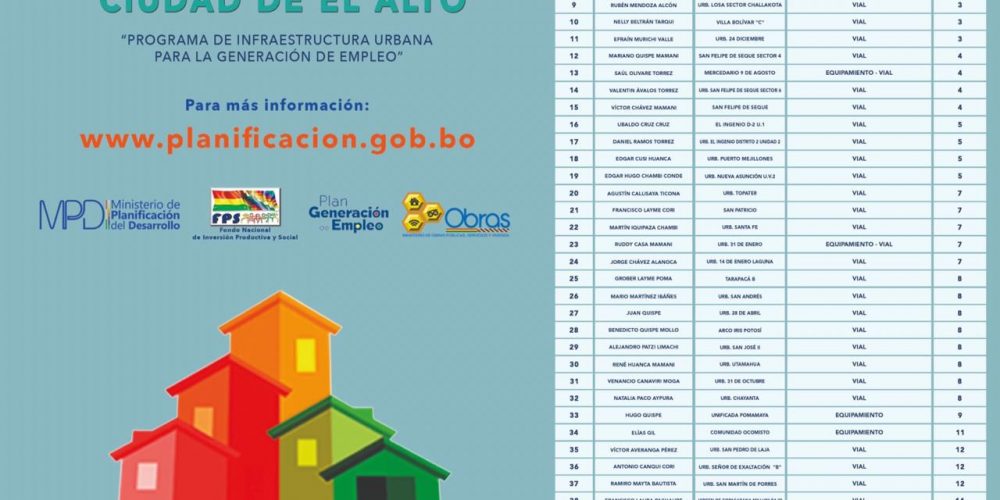 CIUDAD DE EL ALTO
“PROGRAMA DE INFRAESTRUCTURA URBANA
PARA LA GENERACIÓN DE EMPLEO”
Para más información:
www.planificacion.gob.bo
MPD Ministerio de
Planificación
del Desarrollo
FPS
Fondo Nacional
de Inversión Productiva y Social
Plan
Generación
de Empleo
Obras
MINISTERIO DE OBRAS PÚBLICAS, SERVICIOS Y VIVIENDA
9 RUBÉN MENDOZA ALCÓN URB. LOSA SECTOR CHALLAKOTA VIAL 3
10 NELLY BELTRÁN TARQUI VILLA BOLÍVAR "C" VIAL 3
11 EFRAÍN MURICHI VALLE URB. 24 DICIEMBRE VIAL 3
12 MARIANO QUISPE MAMANI SAN FELIPE DE SEQUE SECTOR 4 VIAL 4
13 SAÚL OLIVARE TORREZ MERCEDARIO 9 DE AGOSTO EQUIPAMIENTO - VIAL 4
14 VALENTIN ÁVALOS TORREZ URB. SAN FELIPE DE SEQUE SECTOR 6 VIAL 4
15 VÍCTOR CHÁVEZ MAMANI SAN FELIPE DE SEQUE VIAL 4
16 UBALDO CRUZ CRUZ EL INGENIO D-2 U.1 VIAL 5
17 DANIEL RAMOS TORREZ URB. EL INGENIO DISTRITO 2 UNIDAD 2 VIAL 5
18 EDGAR CUSI HUANCA URB. PUERTO MEJILLONES VIAL 5
19 EDGAR HUGO CHAMBI CONDE URB. NUEVA ASUNCIÓN U.V.2 VIAL 5
20 AGUSTÍN CALLISAYA TICONA URB. TOPATER VIAL 7
21 FRANCISCO LAYME CORI SAN PATRICIO VIAL 7
22 MARTÍN IQUIPAZA CHAMBI URB. SANTA FE VIAL 7
23 RUDDY CASA MAMANI URB. 31 DE ENERO EQUIPAMIENTO - VIAL 7
24 JORGE CHÁVEZ ALANOCA URB. 14 DE ENERO LAGUNA VIAL 7
25 GROBER LAYME POMA TARAPACÁ B VIAL 8
26 MARIO MARTÍNEZ IBÁÑES URB. SAN ANDRÉS VIAL 8
27 JUAN QUISPE URB. 28 DE ABRIL VIAL 8
28 BENEDICTO QUISPE MOLLO ARCO IRIS POTOSÍ VIAL 8
29 ALEJANDRO PATZI LIMACHI URB. SAN JOSÉ II VIAL 8
30 RENÉ HUANCA MAMANI URB. UTAMAHUA VIAL 8
31 VENANCIO CANAVIRI MOGA URB. 31 DE OCTUBRE VIAL 8
32 NATALIA PACO AYPURA URB. CHAYANTA VIAL 8
33 HUGO QUISPE UNIFICADA POMAMAYA EQUIPAMIENTO 9
34 ELÍAS GIL COMUNIDAD OCOMISTO EQUIPAMIENTO 11
35 VÍCTOR AVERANGA PÉREZ URB. SAN PEDRO DE LAJA VIAL 12
36 ANTONIO CANQUI CORI URB. SEÑOR DE EXALTACIÓN "B" VIAL 12
37 RAMIRO MAYTA BAUTISTA URB. SAN MARTÍN DE PORRES VIAL 12